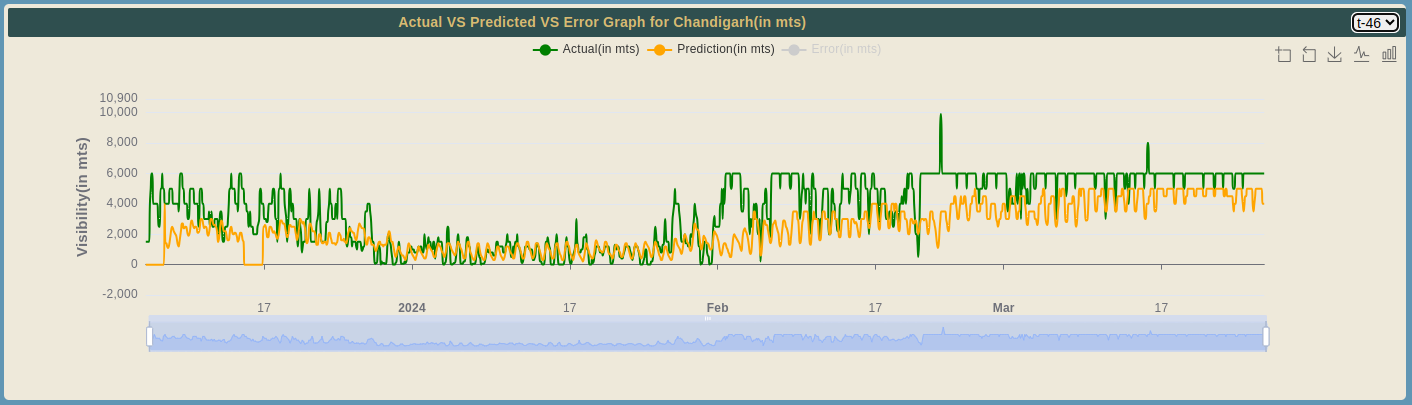 Actual VS Predicted VS Error Graph for Chandigarh(in mts)
t-46
Actual(in mts) Prediction(in mts) Error(in mts)
Visibility(in mts)
10,900
10,000
8,000
6,000
4,000
2,000
0
-2,000
17 2024 17 Feb 17 Mar 17